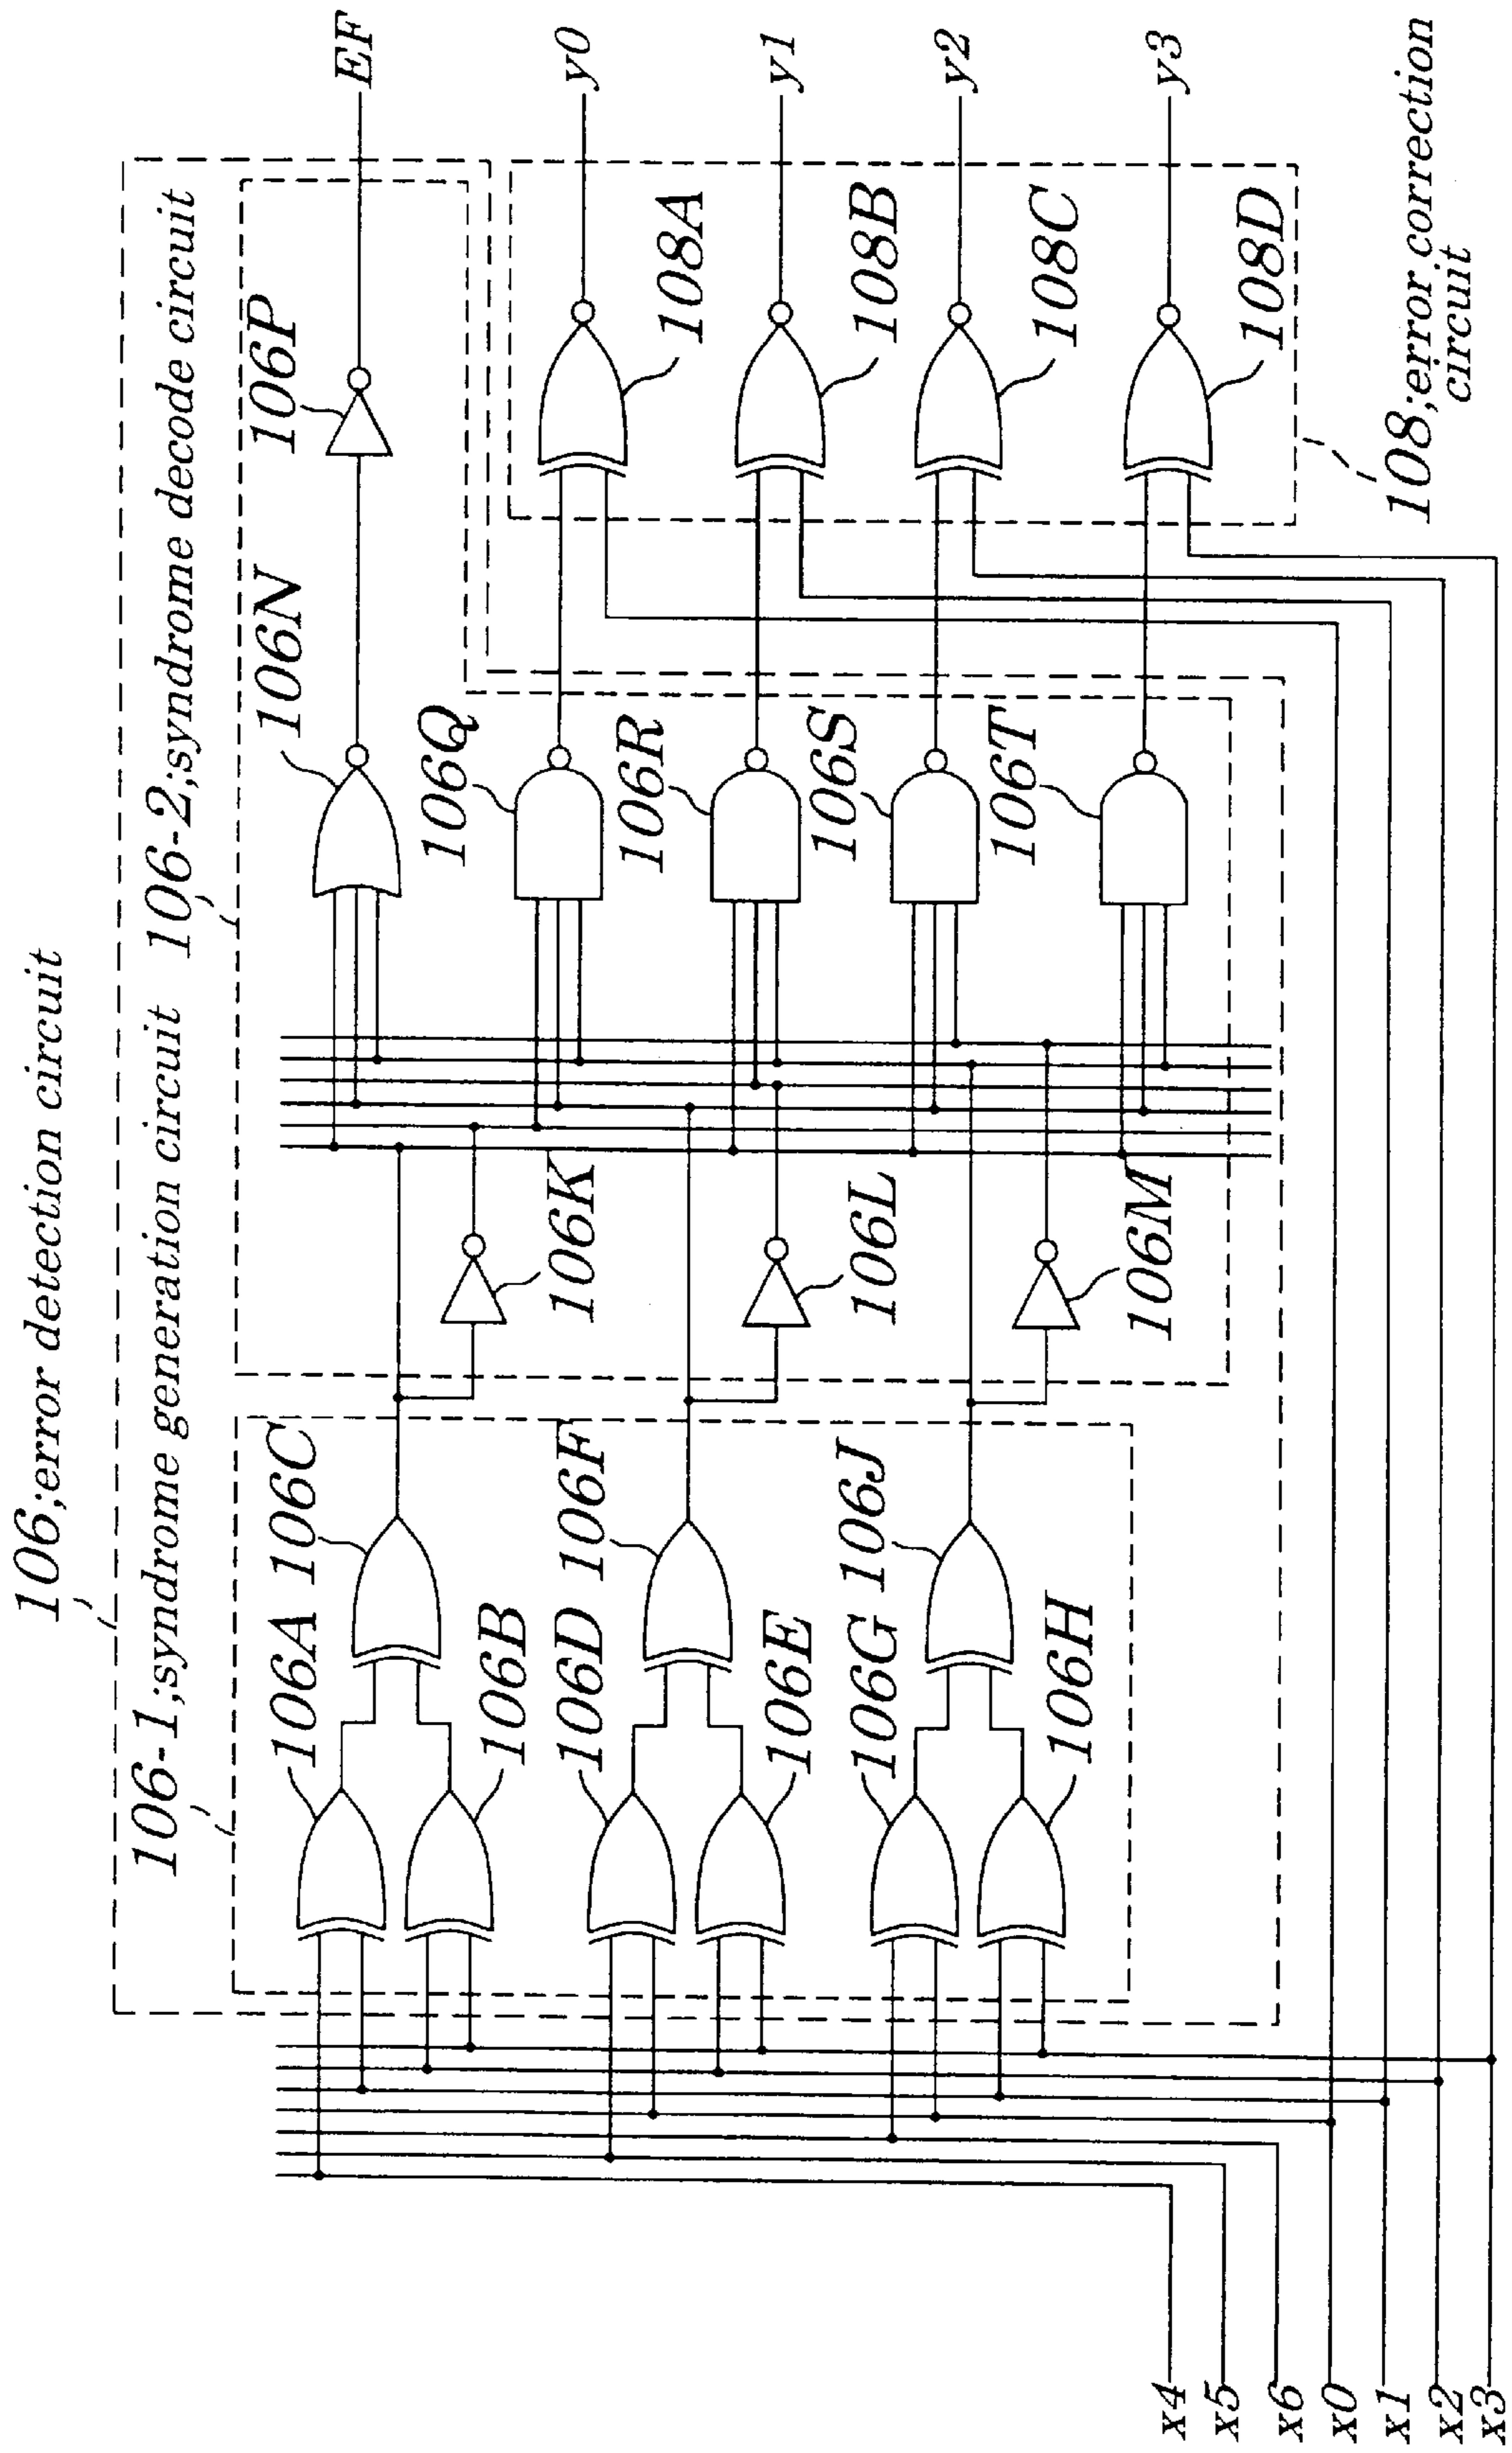 106;error detection circuit
106-1;syndrome generation circuit
106-2;syndrome decode circuit
106A
106C
106B
106D
106F
106E
106G
106J
106H
106K
106L
106M
106N
106P
106Q
106R
106S
106T
108A
108B
108C
108D
108;error correction
circuit
EF
y0
y1
y2
y3
x4
x5
x6
x0
x1
x2
x3